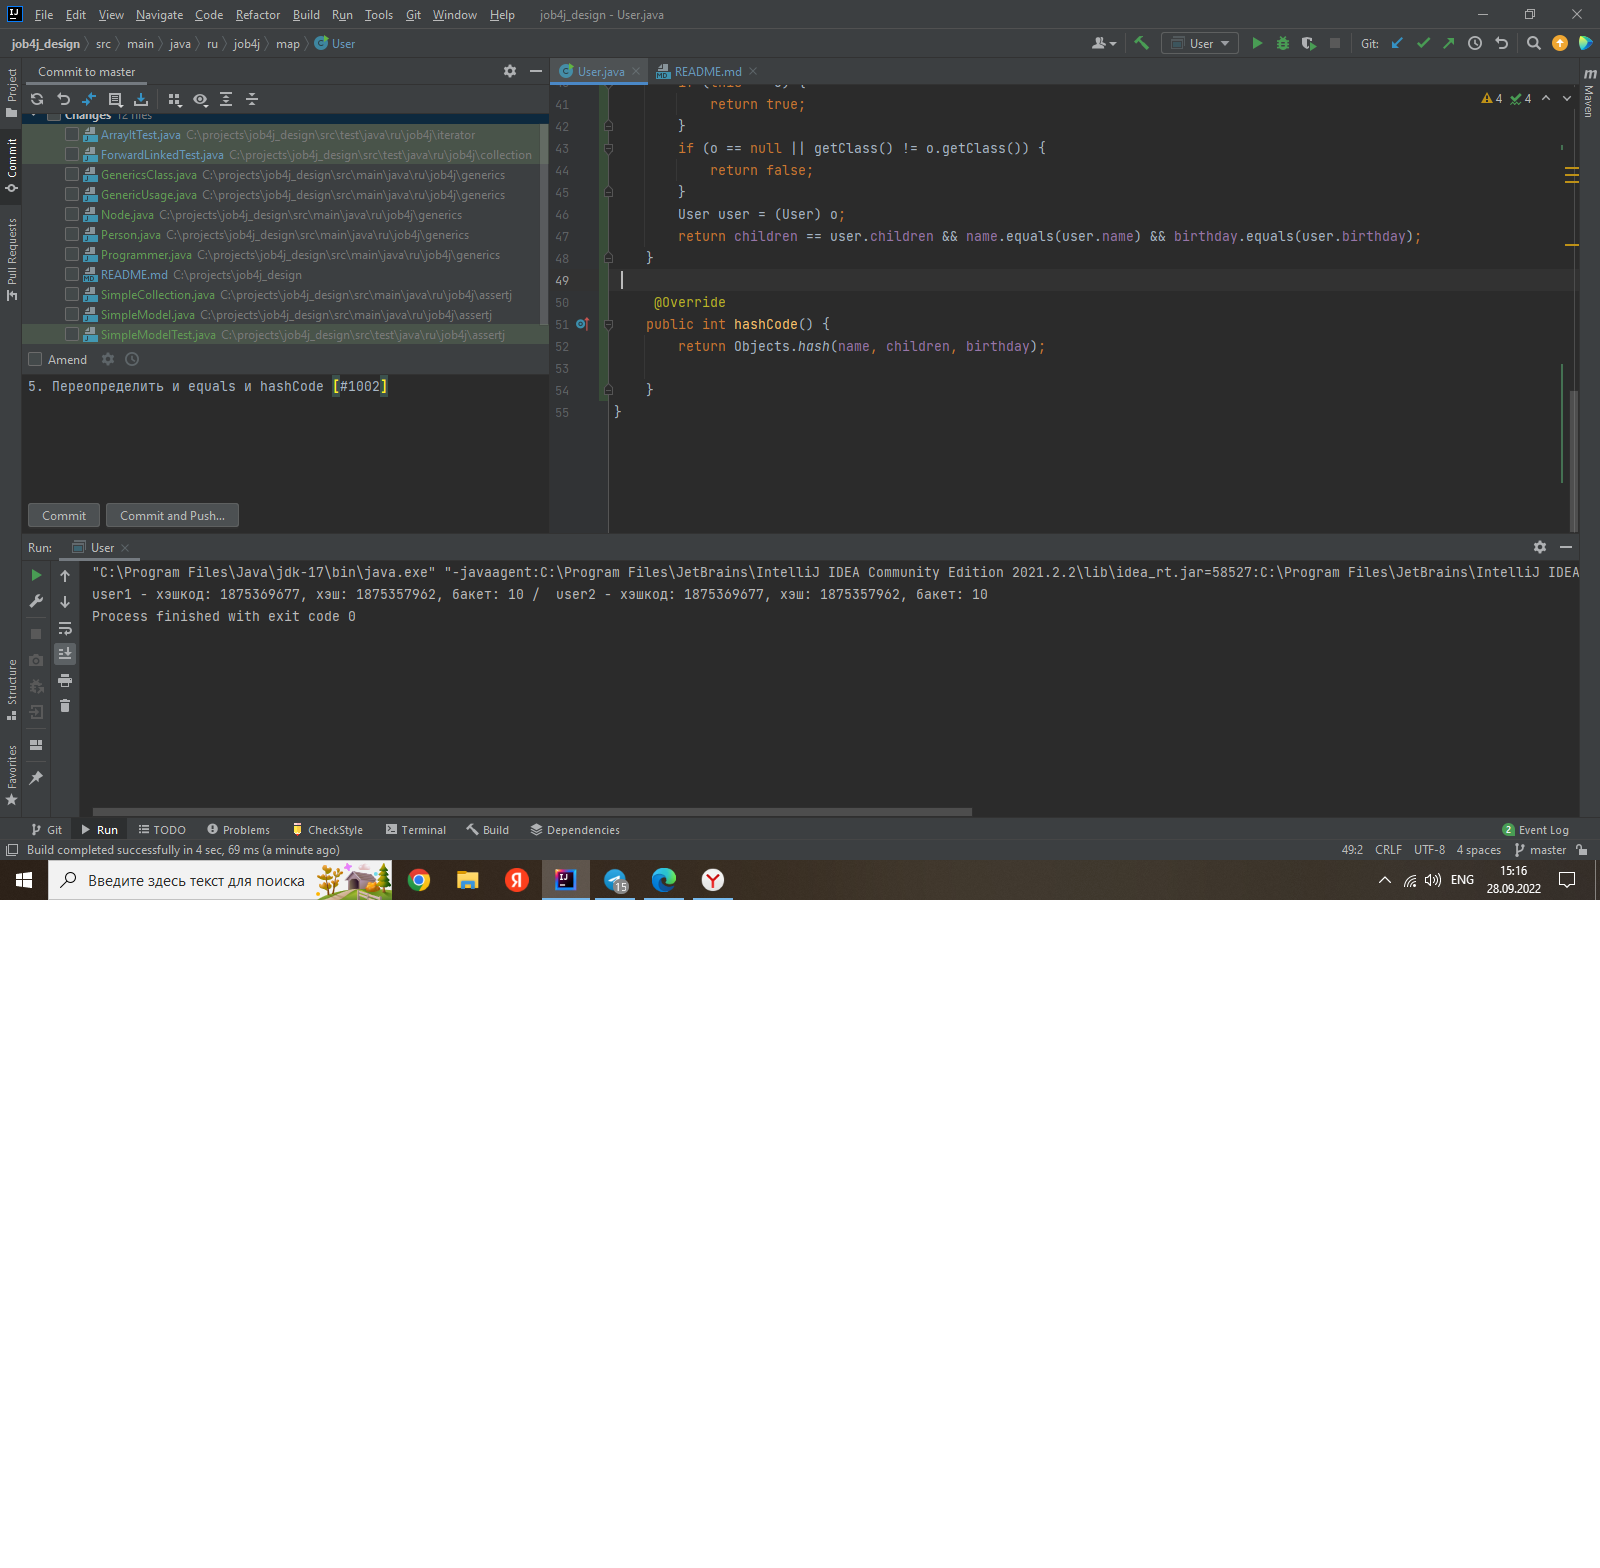 File Edit View Navigate Code Refactor Build Run Tools Git Window Help job4j_design - User.java
job4j_design src main java ru job4j map User
User Git:
Project
Commit
Pull Requests
Structure
Favorites
Commit to master
Changes 12 files
ArrayItTest.java C:\projects\job4j_design\src\test\java\ru\job4j\iterator
ForwardLinkedTest.java C:\projects\job4j_design\src\test\java\ru\job4j\collection
GenericsClass.java C:\projects\job4j_design\src\main\java\ru\job4j\generics
GenericUsage.java C:\projects\job4j_design\src\main\java\ru\job4j\generics
Node.java C:\projects\job4j_design\src\main\java\ru\job4j\generics
Person.java C:\projects\job4j_design\src\main\java\ru\job4j\generics
Programmer.java C:\projects\job4j_design\src\main\java\ru\job4j\generics
README.md C:\projects\job4j_design
SimpleCollection.java C:\projects\job4j_design\src\main\java\ru\job4j\assertj
SimpleModel.java C:\projects\job4j_design\src\main\java\ru\job4j\assertj
SimpleModelTest.java C:\projects\job4j_design\src\test\java\ru\job4j\assertj
Amend
5. Переопределить и equals и hashCode [#1002]
Commit Commit and Push...
User.java README.md
4 4
Maven
41 return true;
42 }
43 if (o == null || getClass() != o.getClass()) {
44 return false;
45 }
46 User user = (User) o;
47 return children == user.children && name.equals(user.name) && birthday.equals(user.birthday);
48 }
49
50 @Override
51 public int hashCode() {
52 return Objects.hash(name, children, birthday);
53
54 }
55 }
Run: User
"C:\Program Files\Java\jdk-17\bin\java.exe" "-javaagent:C:\Program Files\JetBrains\IntelliJ IDEA Community Edition 2021.2.2\lib\idea_rt.jar=58527:C:\Program Files\JetBrains\IntelliJ IDEA
user1 - хэшкод: 1875369677, хэш: 1875357962, бакет: 10 /  user2 - хэшкод: 1875369677, хэш: 1875357962, бакет: 10
Process finished with exit code 0
Git Run TODO Problems CheckStyle Terminal Build Dependencies 2 Event Log
Build completed successfully in 4 sec, 69 ms (a minute ago) 49:2 CRLF UTF-8 4 spaces master
Введите здесь текст для поиска
15
ENG
15:16
28.09.2022